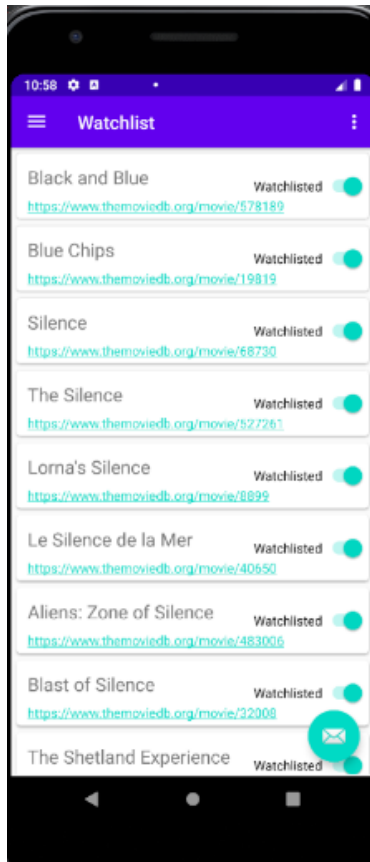 10:58
Watchlist
Black and Blue
Watchlisted
https://www.themoviedb.org/movie/578189
Blue Chips
Watchlisted
https://www.themoviedb.org/movie/19819
Silence
Watchlisted
https://www.themoviedb.org/movie/68730
The Silence
Watchlisted
https://www.themoviedb.org/movie/527261
Lorna's Silence
Watchlisted
https://www.themoviedb.org/movie/8899
Le Silence de la Mer
Watchlisted
https://www.themoviedb.org/movie/40650
Aliens: Zone of Silence
Watchlisted
https://www.themoviedb.org/movie/483006
Blast of Silence
Watchlisted
https://www.themoviedb.org/movie/32008
The Shetland Experience
Watchlisted